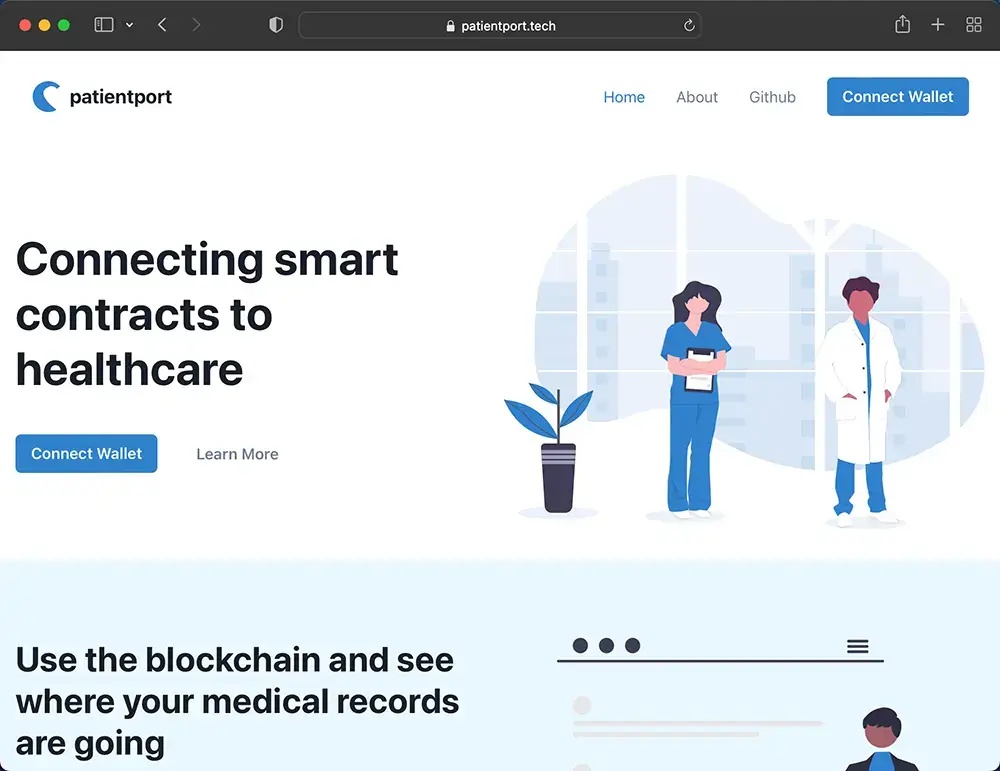 patientport.tech
patientport
Home About Github Connect Wallet
Connecting smart
contracts to
healthcare
Connect Wallet Learn More
Use the blockchain and see
where your medical records
are going